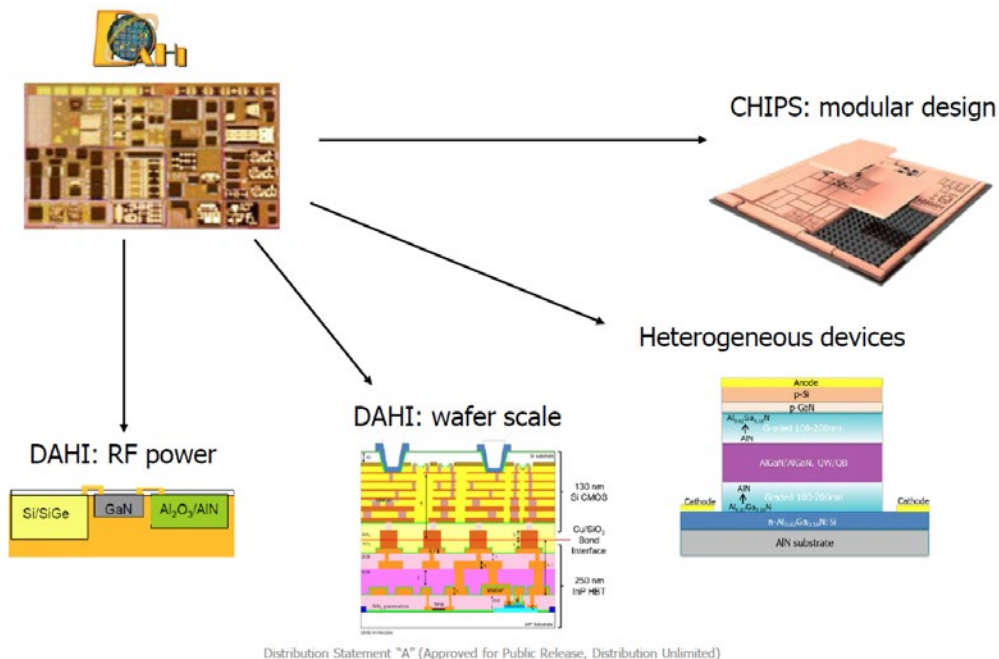 DAHI
CHIPS: modular design
Heterogeneous devices
Anode
p-Si
p-GaN
AlN
Graded 100-200nm
AlGaN/AlGaN, QW/QB
AlN
Graded 100-200nm
Cathode
Cathode
AlN substrate
DAHI: wafer scale
130 nm
Si CMOS
Cu/SiO₂
Bond
Interface
250 nm
InP HBT
DAHI: RF power
Si/SiGe
GaN
Al₂O₃/AlN
Distribution Statement "A" (Approved for Public Release, Distribution Unlimited)